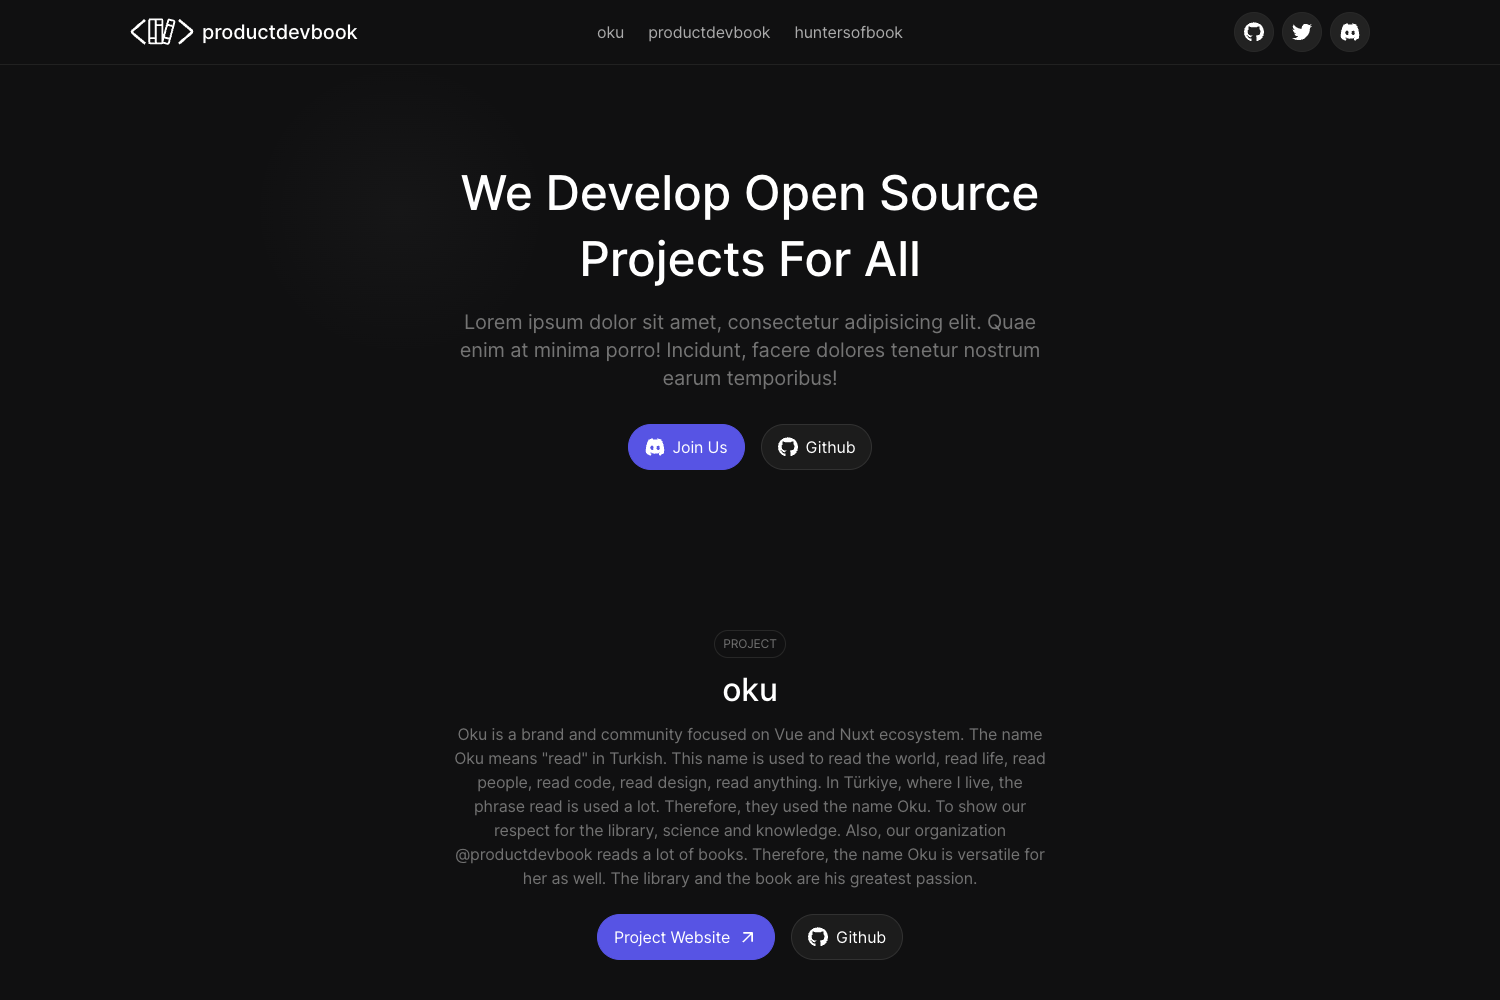 productdevbook
oku
productdevbook
huntersofbook
We Develop Open Source
Projects For All
Lorem ipsum dolor sit amet, consectetur adipisicing elit. Quae
enim at minima porro! Incidunt, facere dolores tenetur nostrum
earum temporibus!
Join Us
Github
PROJECT
oku
Oku is a brand and community focused on Vue and Nuxt ecosystem. The name
Oku means "read" in Turkish. This name is used to read the world, read life, read
people, read code, read design, read anything. In Türkiye, where I live, the
phrase read is used a lot. Therefore, they used the name Oku. To show our
respect for the library, science and knowledge. Also, our organization
@productdevbook reads a lot of books. Therefore, the name Oku is versatile for
her as well. The library and the book are his greatest passion.
Project Website
Github